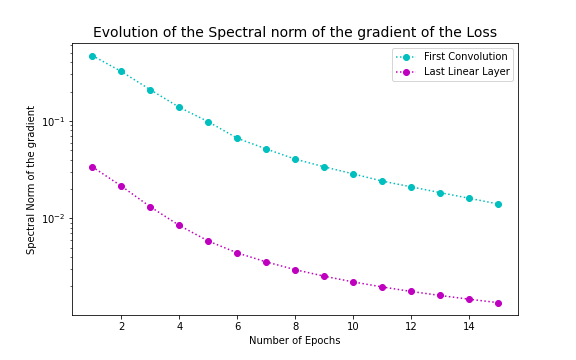 Evolution of the Spectral norm of the gradient of the Loss
First Convolution
Last Linear Layer
Spectral Norm of the gradient
10⁻¹
10⁻²
2 4 6 8 10 12 14
Number of Epochs